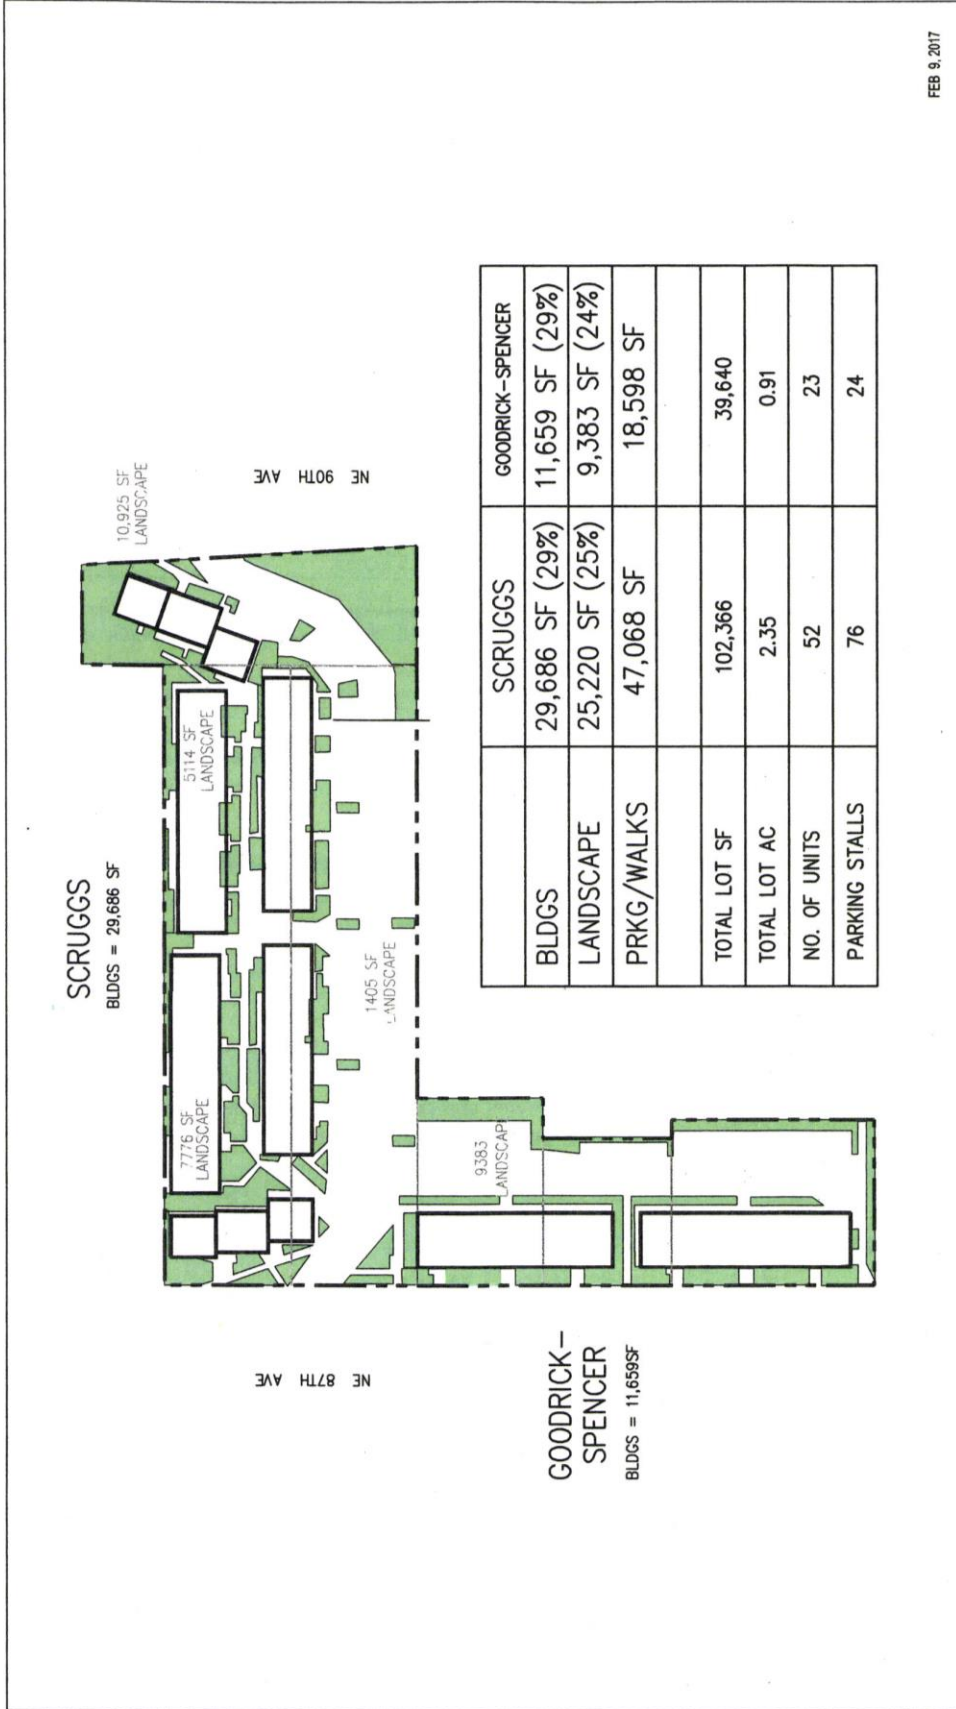 SCRUGGS
BLDGS = 29,686 SF
10,925 SF
LANDSCAPE
5114 SF
LANDSCAPE
7776 SF
LANDSCAPE
1405 SF
LANDSCAPE
9383
LANDSCAP
NE 87TH AVE
NE 90TH AVE
GOODRICK-
SPENCER
BLDGS = 11,659SF
SCRUGGS GOODRICK-SPENCER
BLDGS 29,686 SF (29%) 11,659 SF (29%)
LANDSCAPE 25,220 SF (25%) 9,383 SF (24%)
PRKG/WALKS 47,068 SF 18,598 SF
TOTAL LOT SF 102,366 39,640
TOTAL LOT AC 2.35 0.91
NO. OF UNITS 52 23
PARKING STALLS 76 24
FEB 9, 2017